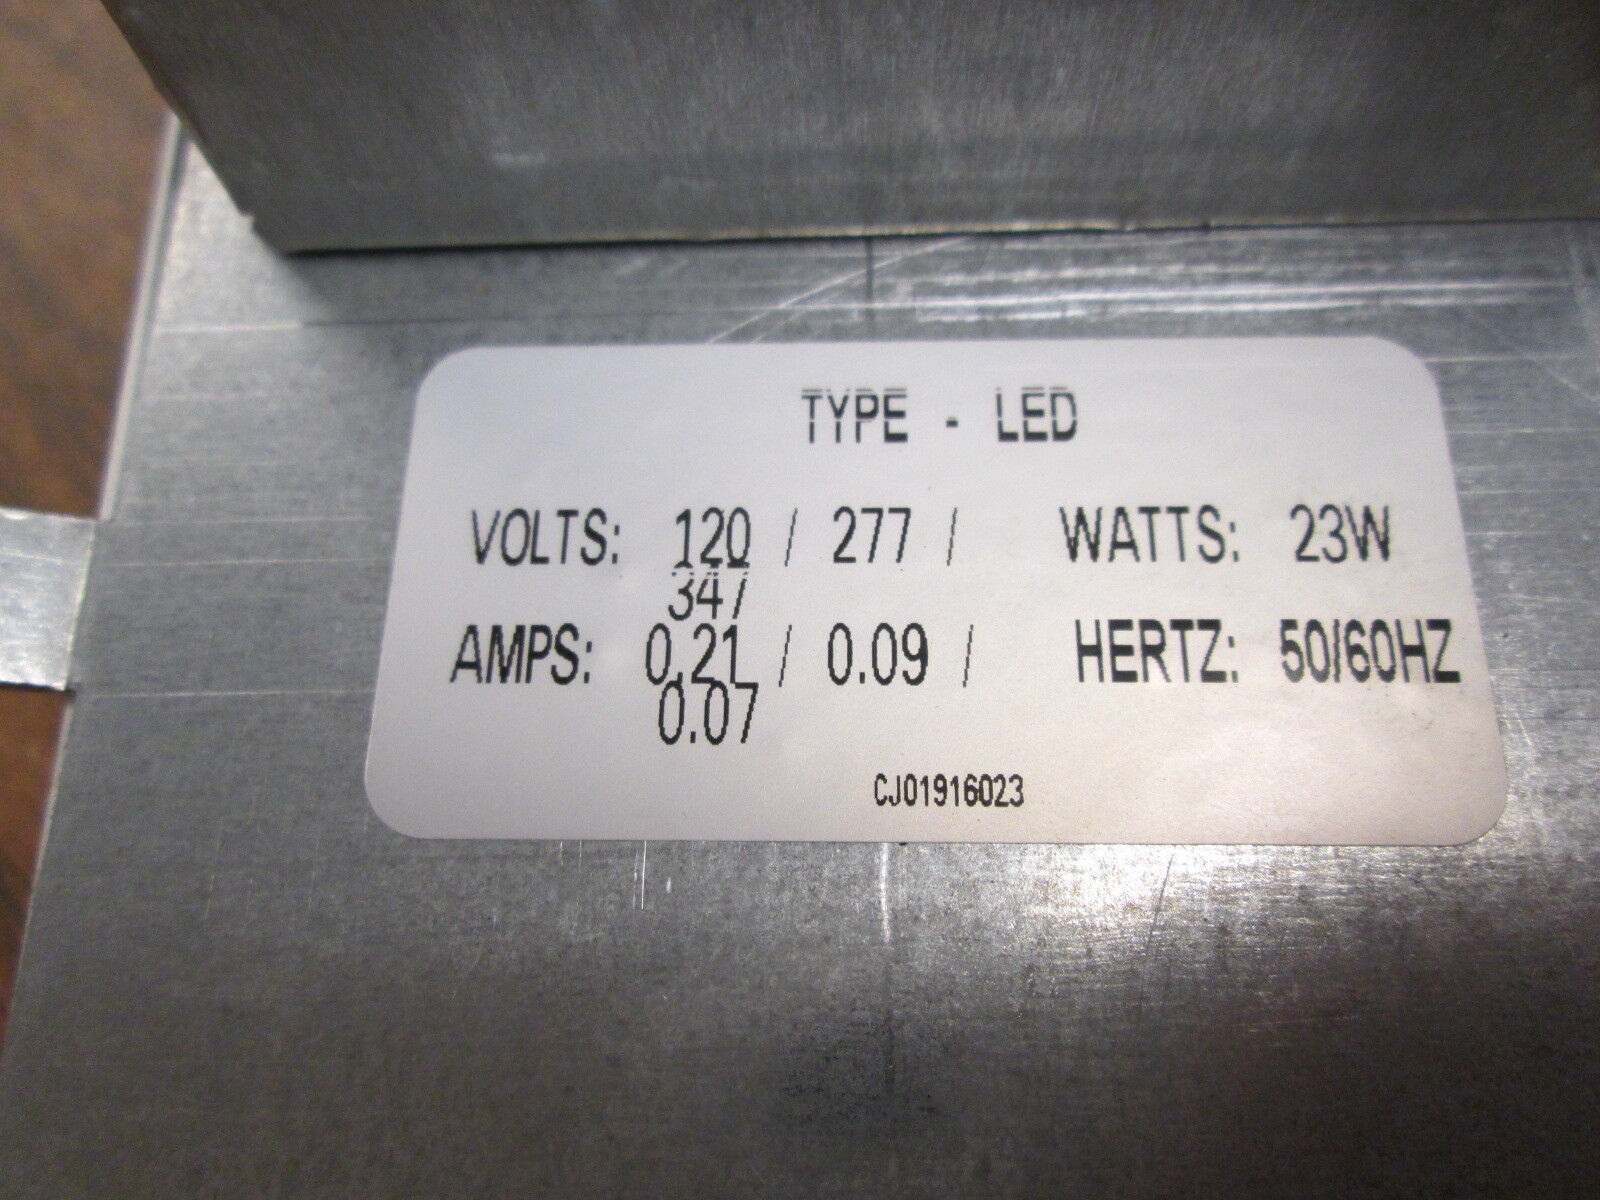 TYPE - LED
VOLTS: 120 / 277 / WATTS: 23W
347
AMPS: 0.21 / 0.09 / HERTZ: 50/60HZ
0.07
CJ01916023